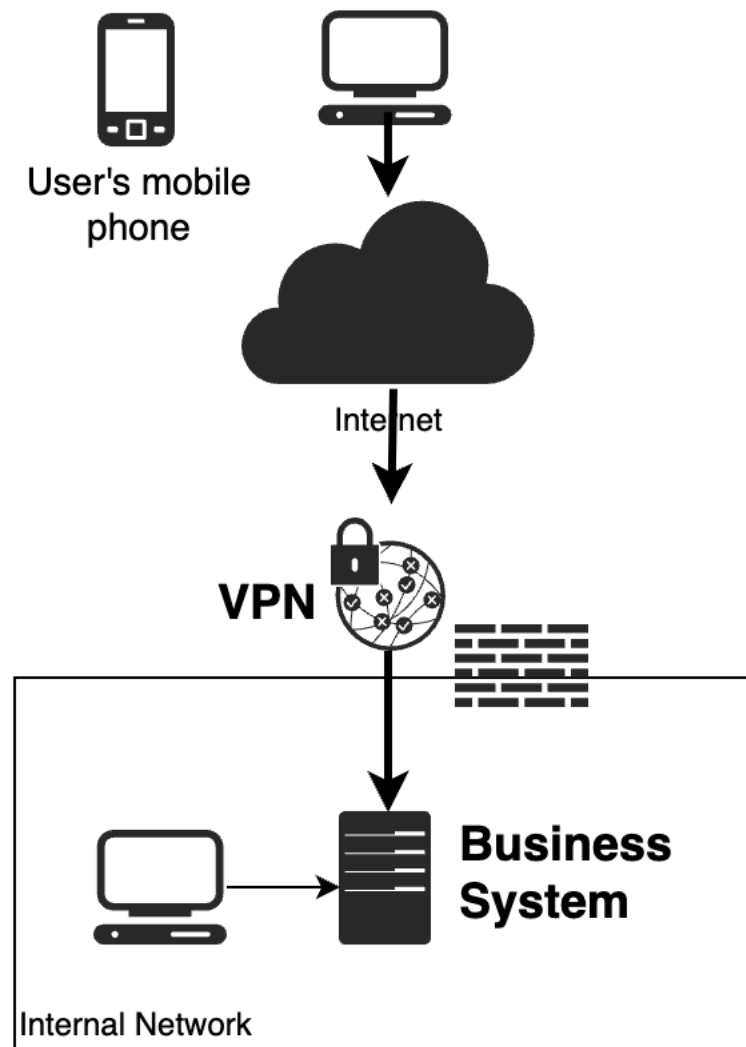 User's mobile
phone
Internet
VPN
Business
System
Internal Network